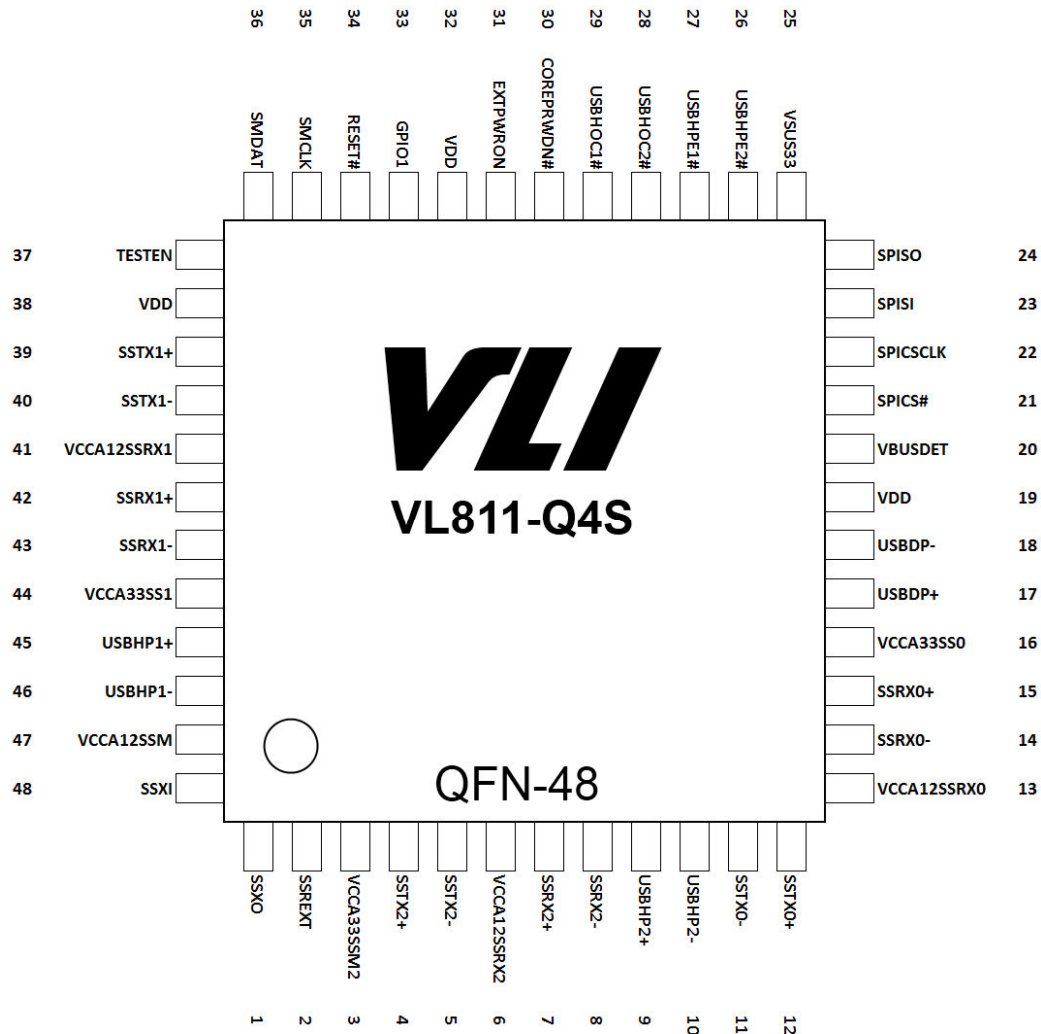 36 35 34 33 32 31 30 29 28 27 26 25
SMDAT
SMCLK
RESET#
GPIO1
VDD
EXTPWRON
COREPRWDN#
USBHOC1#
USBHOC2#
USBHPE1#
USBHPE2#
VSUS33
37 TESTEN
38 VDD
39 SSTX1+
40 SSTX1-
41 VCCA12SSRX1
42 SSRX1+
43 SSRX1-
44 VCCA33SS1
45 USBHP1+
46 USBHP1-
47 VCCA12SSM
48 SSXI
VLI
VL811-Q4S
QFN-48
SPISO 24
SPISI 23
SPICSCLK 22
SPICS# 21
VBUSDET 20
VDD 19
USBDP- 18
USBDP+ 17
VCCA33SS0 16
SSRX0+ 15
SSRX0- 14
VCCA12SSRX0 13
SSXO
SSREXT
VCCA33SSM2
SSTX2+
SSTX2-
VCCA12SSRX2
SSRX2+
SSRX2-
USBHP2+
USBHP2-
SSTX0-
SSTX0+
1 2 3 4 5 6 7 8 9 10 11 12